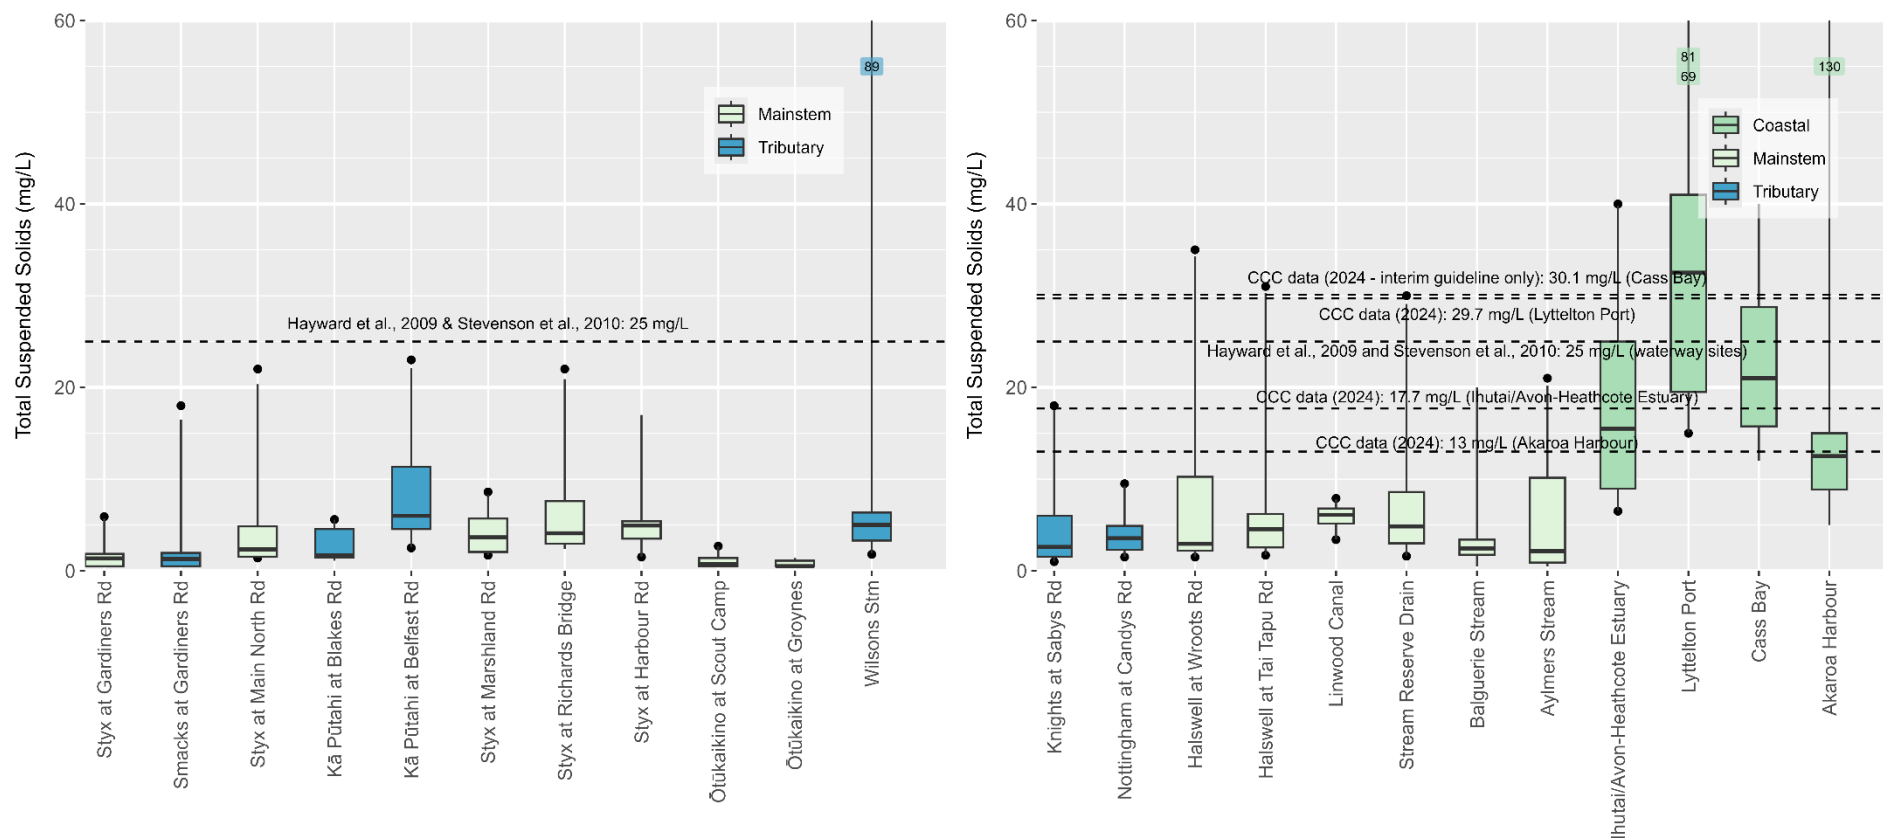 Total Suspended Solids (mg/L)
60
40
20
0
89
Mainstem
Tributary
Hayward et al., 2009 & Stevenson et al., 2010: 25 mg/L
Styx at Gardiners Rd
Smacks at Gardiners Rd
Styx at Main North Rd
Kā Pūtahi at Blakes Rd
Kā Pūtahi at Belfast Rd
Styx at Marshland Rd
Styx at Richards Bridge
Styx at Harbour Rd
Ōtūkaikino at Scout Camp
Ōtūkaikino at Groynes
Wilsons Stm
Total Suspended Solids (mg/L)
60
40
20
0
81
69
130
Coastal
Mainstem
Tributary
CCC data (2024 - interim guideline only): 30.1 mg/L (Cass Bay)
CCC data (2024): 29.7 mg/L (Lyttelton Port)
Hayward et al., 2009 and Stevenson et al., 2010: 25 mg/L (waterway sites)
CCC data (2024): 17.7 mg/L (Ihutai/Avon-Heathcote Estuary)
CCC data (2024): 13 mg/L (Akaroa Harbour)
Knights at Sabys Rd
Nottingham at Candys Rd
Halswell at Wroots Rd
Halswell at Tai Tapu Rd
Linwood Canal
Stream Reserve Drain
Balguerie Stream
Aylmers Stream
Ihutai/Avon-Heathcote Estuary
Lyttelton Port
Cass Bay
Akaroa Harbour